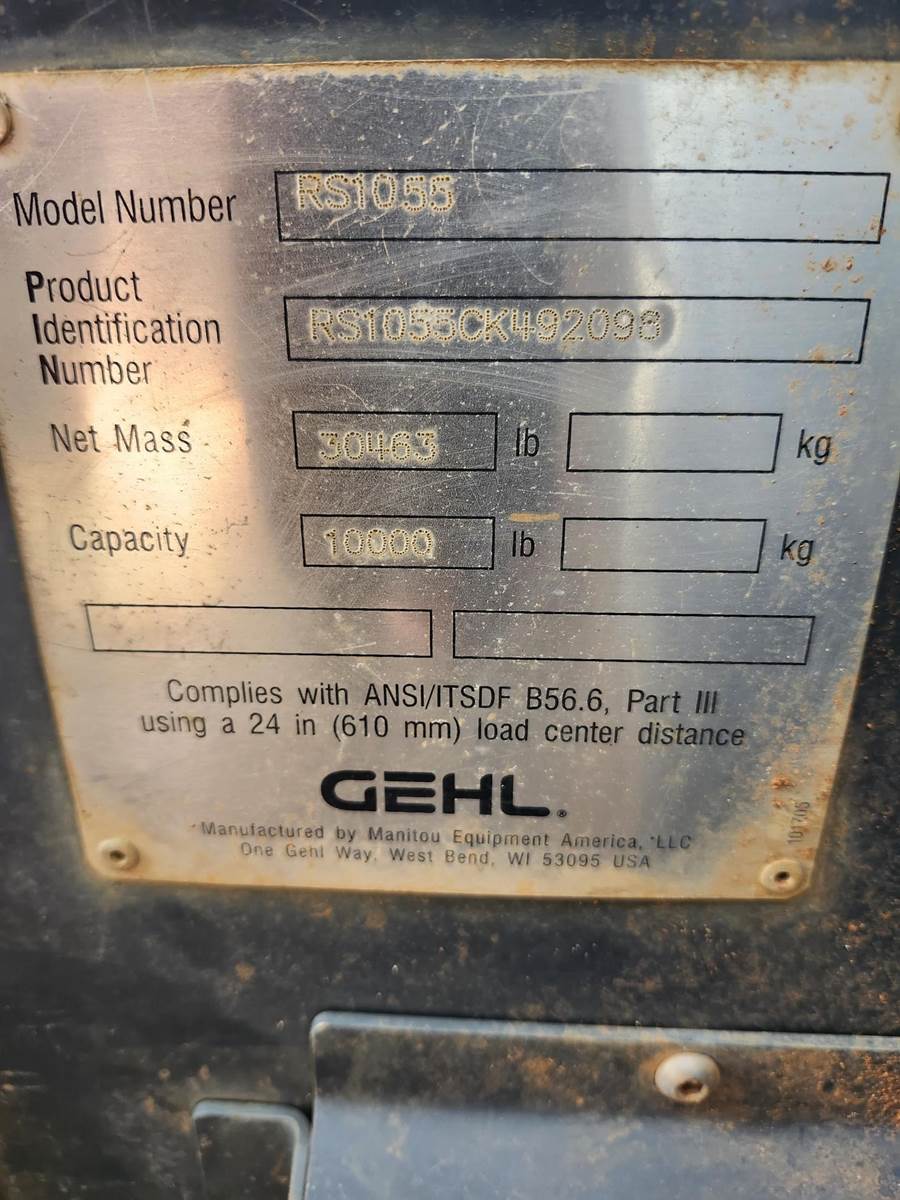 Model Number RS1055
Product
Identification RS1055CK492098
Number
Net Mass 30463 lb kg
Capacity 10000 lb kg
Complies with ANSI/ITSDF B56.6, Part III
using a 24 in (610 mm) load center distance
GEHL®
Manufactured by Manitou Equipment America, LLC
One Gehl Way, West Bend, WI 53095 USA
101705